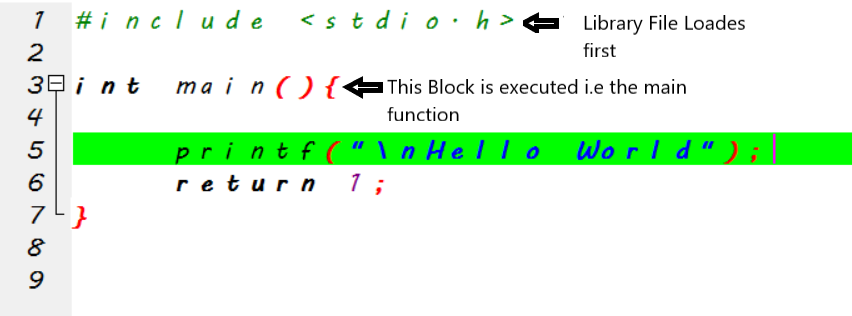 1 #include <stdio.h> Library File Loades
first
2
3 int main(){ This Block is executed i.e the main
function
4
5 printf("\nHello World");
6 return 1;
7 }
8
9